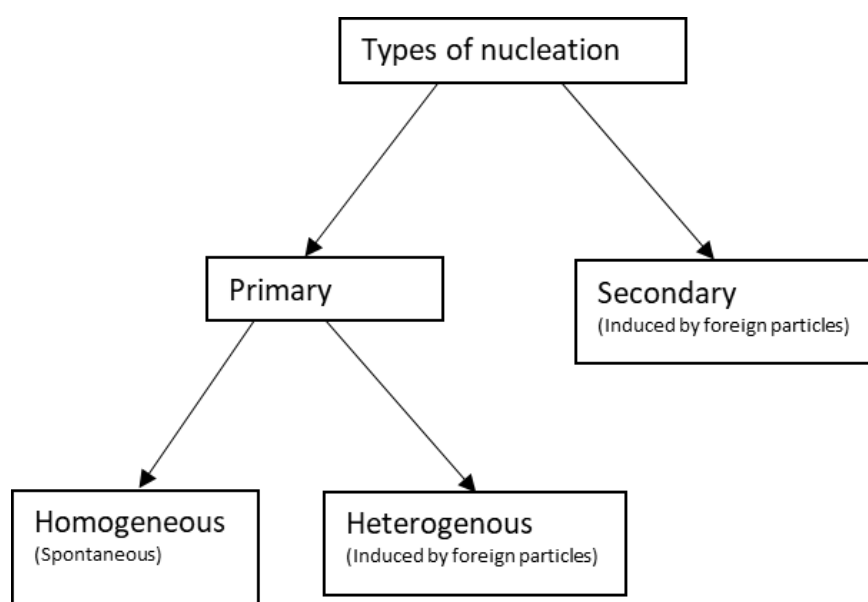 Types of nucleation
Primary
Secondary
(Induced by foreign particles)
Homogeneous
(Spontaneous)
Heterogenous
(Induced by foreign particles)